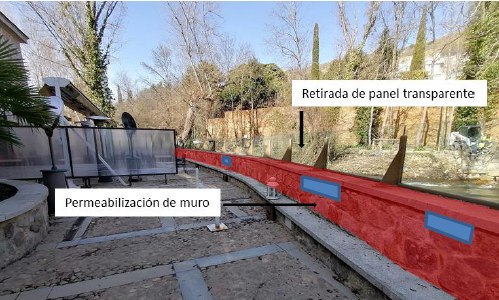 Retirada de panel transparente
Permeabilización de muro